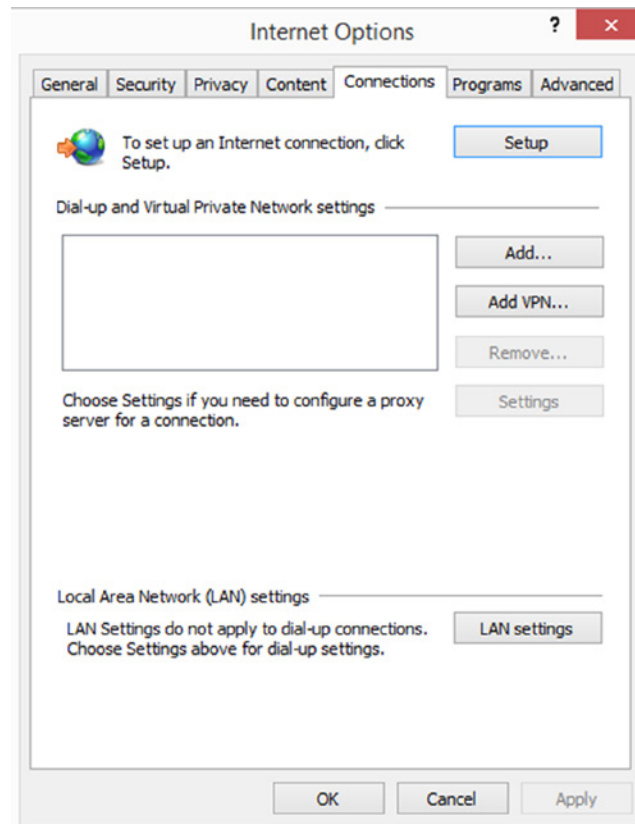 Internet Options
?
General Security Privacy Content Connections Programs Advanced
To set up an Internet connection, click
Setup.
Setup
Dial-up and Virtual Private Network settings
Add...
Add VPN...
Remove...
Choose Settings if you need to configure a proxy
server for a connection.
Settings
Local Area Network (LAN) settings
LAN Settings do not apply to dial-up connections.
Choose Settings above for dial-up settings.
LAN settings
OK Cancel Apply